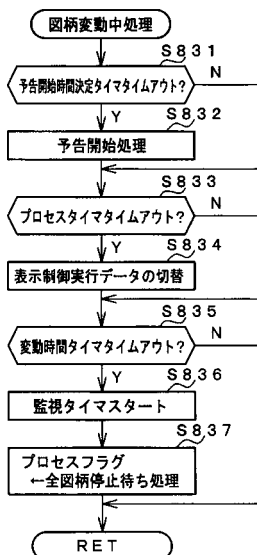 図柄変動中処理
S831
予告開始時間決定タイマタイムアウト?
N
Y
S832
予告開始処理
S833
プロセスタイマタイムアウト?
N
Y
S834
表示制御実行データの切替
S835
変動時間タイマタイムアウト?
N
Y
S836
監視タイマスタート
S837
プロセスフラグ
←全図柄停止待ち処理
RET